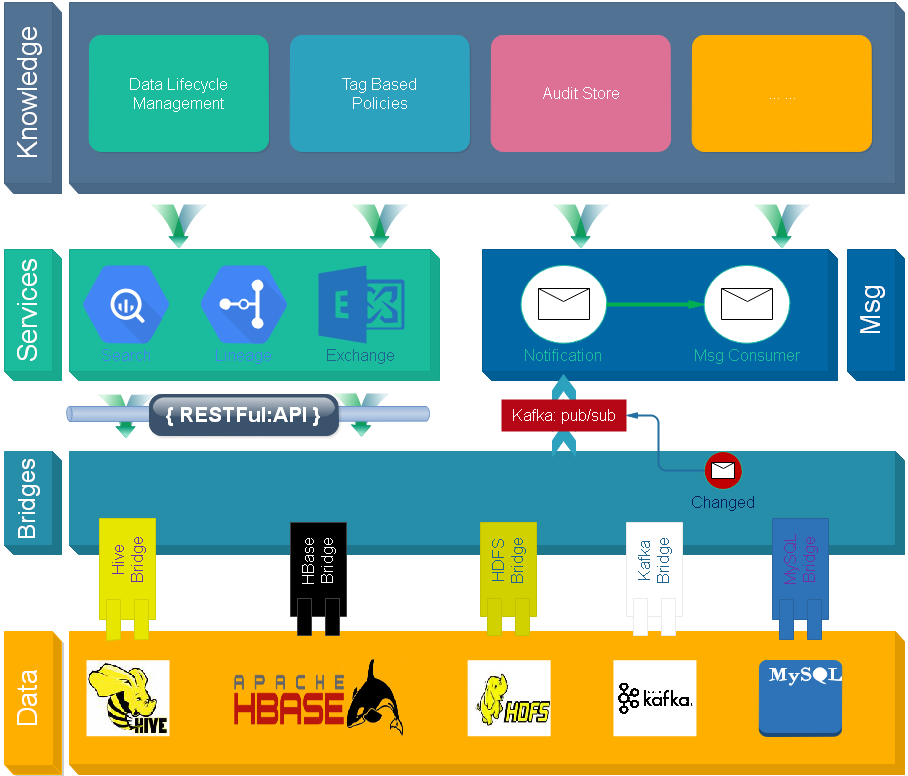 Knowledge
Data Lifecycle
Management
Tag Based
Policies
Audit Store
... ...
Services
Search
Lineage
E
Exchange
Notification
Msg Consumer
Msg
{ RESTFul:API }
Kafka: pub/sub
Changed
Bridges
Hive
Bridge
HBase
Bridge
HDFS
Bridge
Kafka
Bridge
MySQL
Bridge
Data
HIVE
APACHE
HBASE
HDFS
kafka.
MySQL